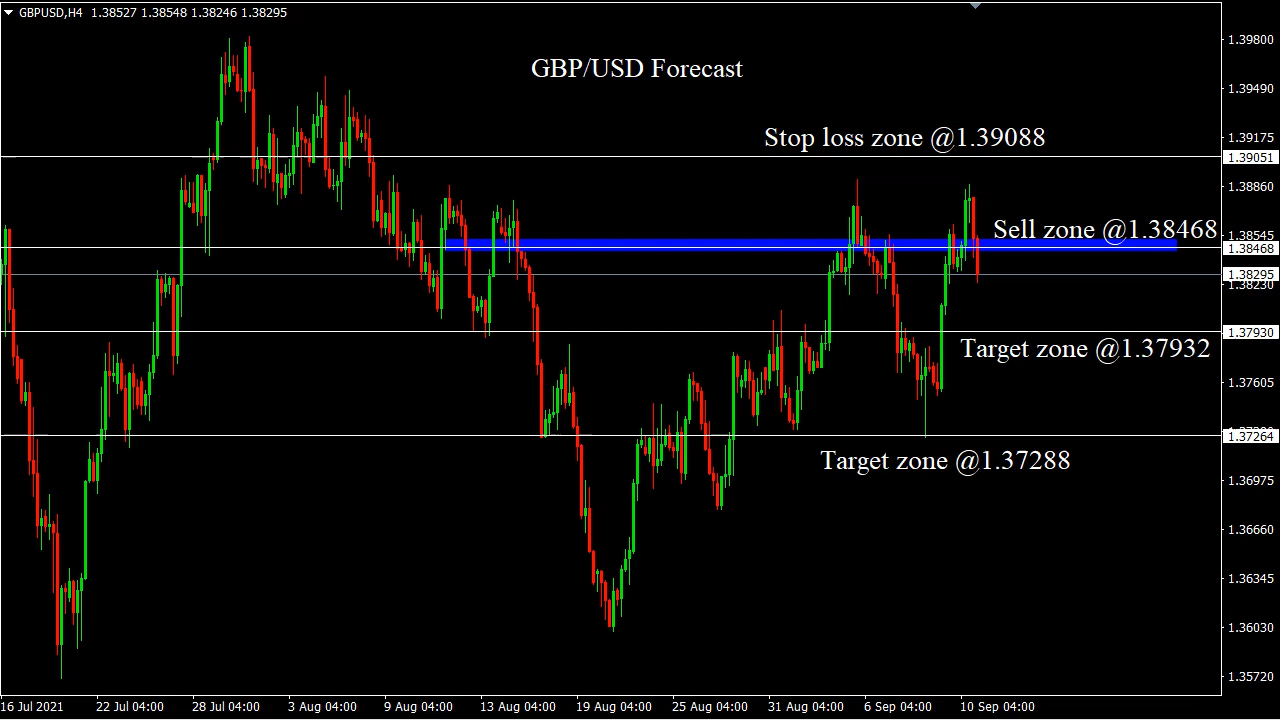 GBPUSD,H4 1.38527 1.38548 1.38246 1.38295
GBP/USD Forecast
Stop loss zone @1.39088
Sell zone @1.38468
Target zone @1.37932
Target zone @1.37288
1.39800
1.39490
1.39175
1.39051
1.38860
1.38545
1.38468
1.38295
1.38230
1.37930
1.37605
1.37264
1.36975
1.36660
1.36345
1.36030
1.35720
16 Jul 2021 22 Jul 04:00 28 Jul 04:00 3 Aug 04:00 9 Aug 04:00 13 Aug 04:00 19 Aug 04:00 25 Aug 04:00 31 Aug 04:00 6 Sep 04:00 10 Sep 04:00